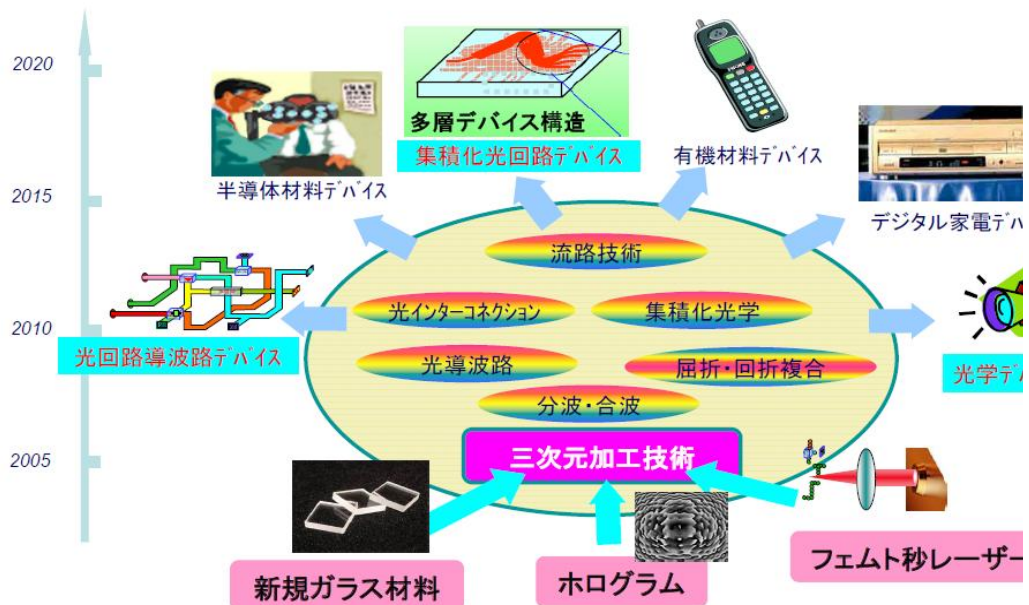 2020
多層デバイス構造
集積化光回路デバイス
有機材料デバイス
半導体材料デバイス
2015
デジタル家電デバ
流路技術
光インターコネクション
集積化光学
2010
光回路導波路デバイス
光導波路
屈折・回折複合
光学デバ
分波・合波
三次元加工技術
2005
フェムト秒レーザー
新規ガラス材料
ホログラム